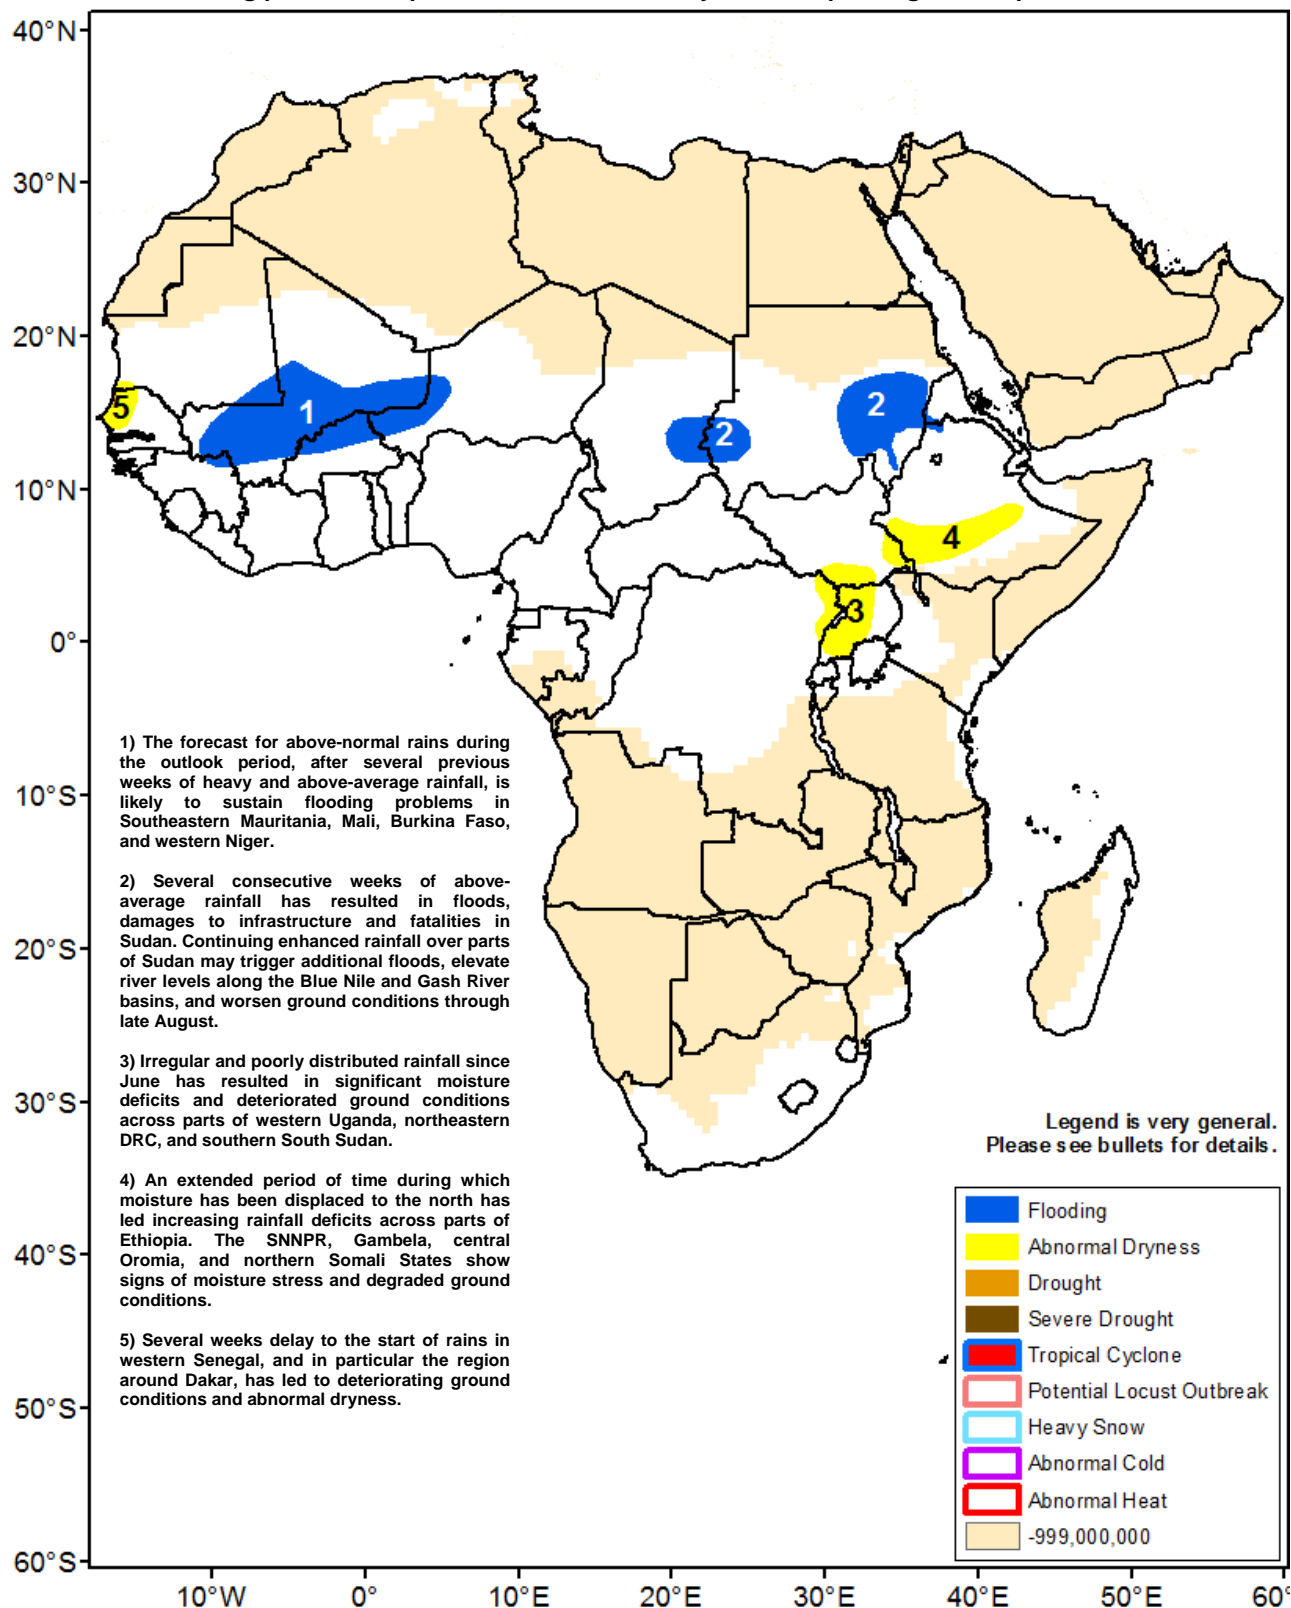 40°N
30°N
20°N
10°N
0°
10°S
20°S
30°S
40°S
50°S
60°S
1
2
2
3
4
5
1) The forecast for above-normal rains during
the outlook period, after several previous
weeks of heavy and above-average rainfall, is
likely to sustain flooding problems in
Southeastern Mauritania, Mali, Burkina Faso,
and western Niger.
2) Several consecutive weeks of above-
average rainfall has resulted in floods,
damages to infrastructure and fatalities in
Sudan. Continuing enhanced rainfall over parts
of Sudan may trigger additional floods, elevate
river levels along the Blue Nile and Gash River
basins, and worsen ground conditions through
late August.
3) Irregular and poorly distributed rainfall since
June has resulted in significant moisture
deficits and deteriorated ground conditions
across parts of western Uganda, northeastern
DRC, and southern South Sudan.
4) An extended period of time during which
moisture has been displaced to the north has
led increasing rainfall deficits across parts of
Ethiopia. The SNNPR, Gambela, central
Oromia, and northern Somali States show
signs of moisture stress and degraded ground
conditions.
5) Several weeks delay to the start of rains in
western Senegal, and in particular the region
around Dakar, has led to deteriorating ground
conditions and abnormal dryness.
Legend is very general.
Please see bullets for details.
Flooding
Abnormal Dryness
Drought
Severe Drought
Tropical Cyclone
Potential Locust Outbreak
Heavy Snow
Abnormal Cold
Abnormal Heat
-999,000,000
10°W
0°
10°E
20°E
30°E
40°E
50°E
60°